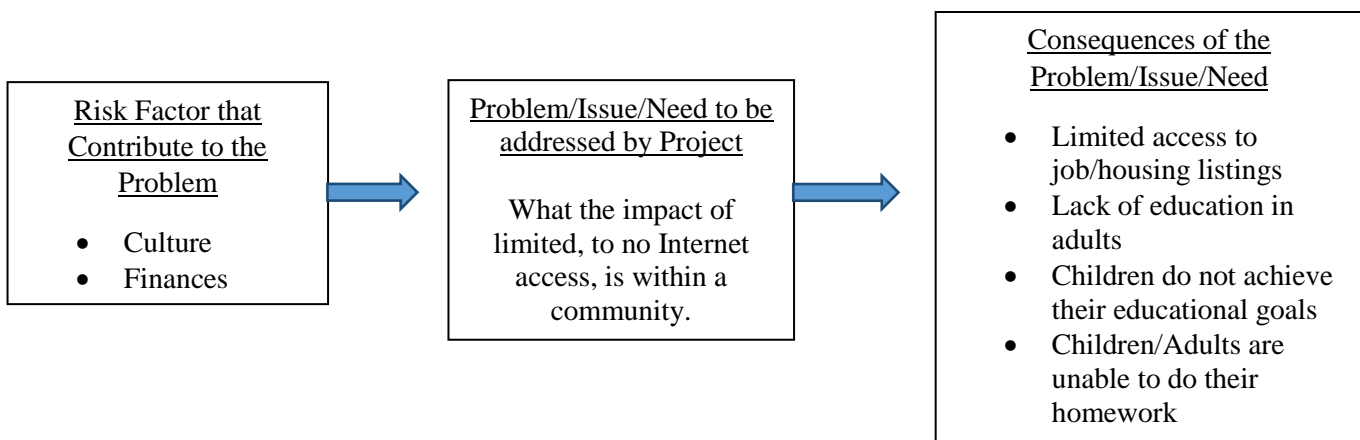 Risk Factor that
Contribute to the
Problem
• Culture
• Finances
Problem/Issue/Need to be
addressed by Project
What the impact of
limited, to no Internet
access, is within a
community.
Consequences of the
Problem/Issue/Need
• Limited access to
job/housing listings
• Lack of education in
adults
• Children do not achieve
their educational goals
• Children/Adults are
unable to do their
homework